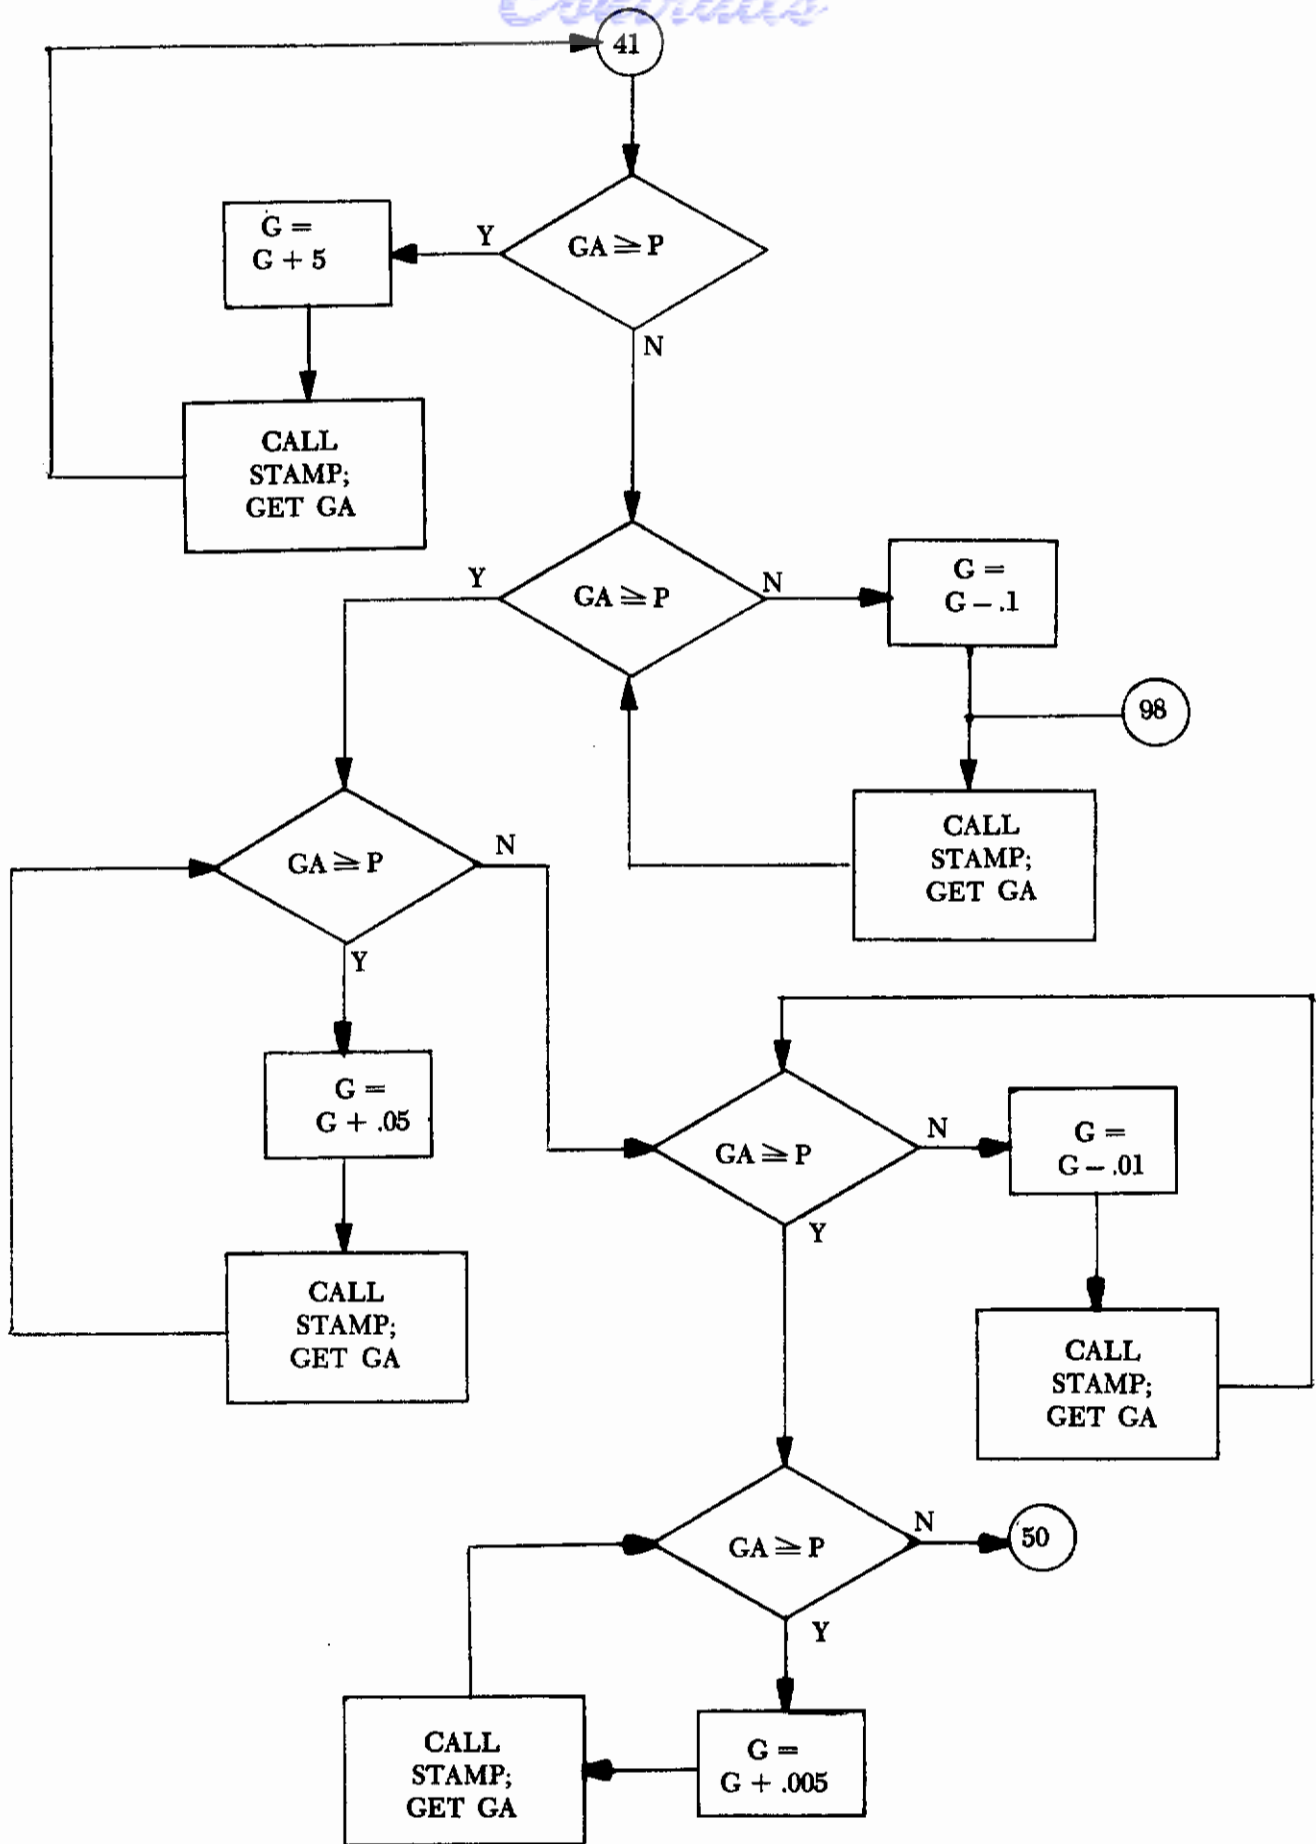 41
GA ≧ P
Y
N
G =
G + 5
CALL
STAMP;
GET GA
GA ≧ P
Y
N
G =
G - .1
98
CALL
STAMP;
GET GA
GA ≧ P
N
Y
G =
G + .05
CALL
STAMP;
GET GA
GA ≧ P
N
Y
G =
G - .01
CALL
STAMP;
GET GA
GA ≧ P
N
50
Y
G =
G + .005
CALL
STAMP;
GET GA